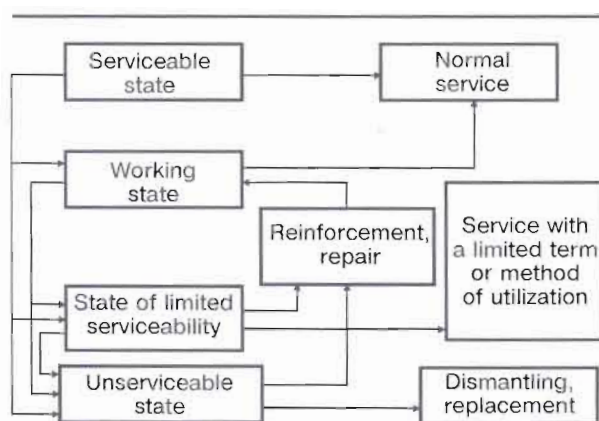 Serviceable
state
Normal
service
Working
state
Reinforcement,
repair
Service with
a limited term
or method
of utilization
State of limited
serviceability
Unserviceable
state
Dismantling,
replacement